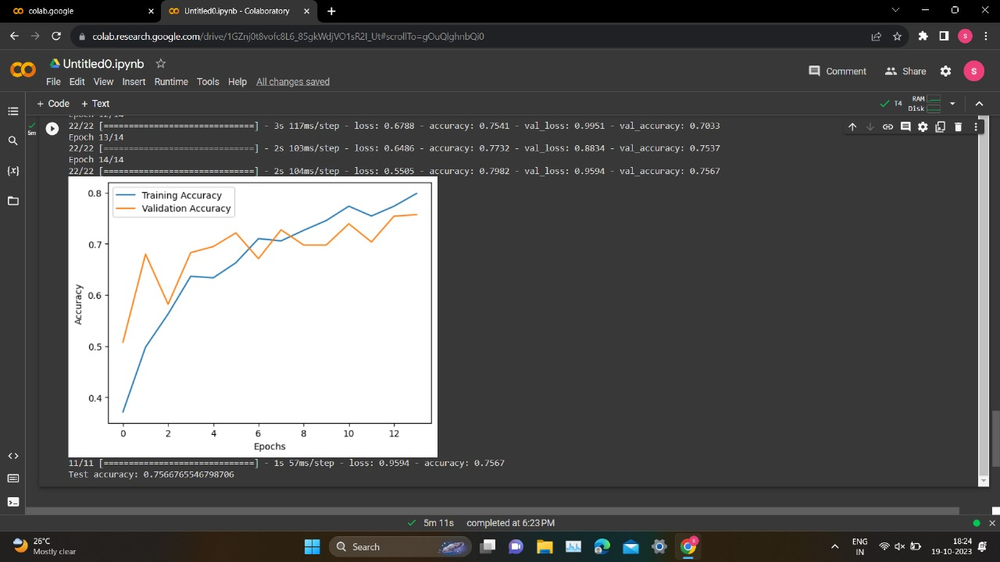 colab.google
Untitled0.ipynb - Colaboratory
colab.research.google.com/drive/1GZnj0t8vofc8L6_85gkWdjVO1sR2I_Ut#scrollTo=gOuQlghnbQi0
S
Untitled0.ipynb
File Edit View Insert Runtime Tools Help All changes saved
Comment
Share
S
+ Code + Text
T4
RAM
Disk
5m
22/22 [==============================] - 3s 117ms/step - loss: 0.6788 - accuracy: 0.7541 - val_loss: 0.9951 - val_accuracy: 0.7033
Epoch 13/14
22/22 [==============================] - 2s 103ms/step - loss: 0.6486 - accuracy: 0.7732 - val_loss: 0.8834 - val_accuracy: 0.7537
Epoch 14/14
22/22 [==============================] - 2s 104ms/step - loss: 0.5505 - accuracy: 0.7982 - val_loss: 0.9594 - val_accuracy: 0.7567
Training Accuracy
Validation Accuracy
0.8
0.7
0.6
0.5
0.4
Accuracy
0 2 4 6 8 10 12
Epochs
11/11 [==============================] - 1s 57ms/step - loss: 0.9594 - accuracy: 0.7567
Test accuracy: 0.7566765546798706
{x}
5m 11s completed at 6:23 PM
26°C
Mostly clear
Search
ENG
IN
18:24
19-10-2023